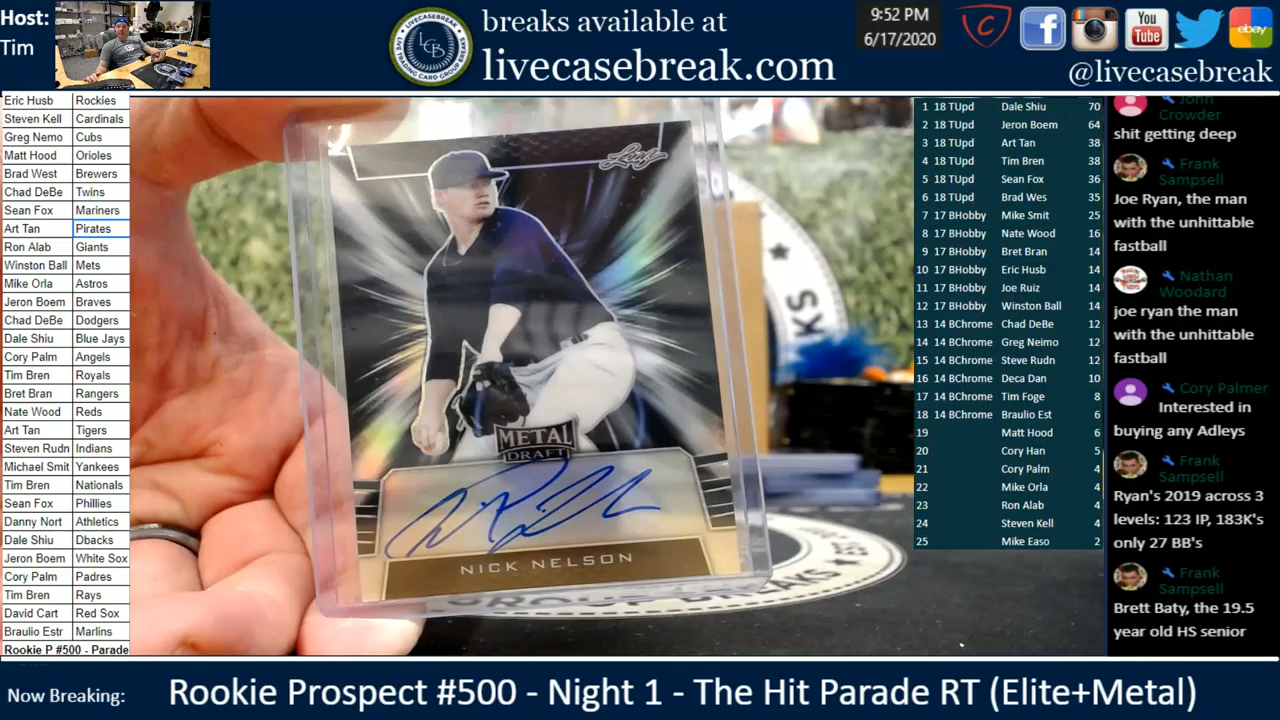 Host:
Tim
LCB
LIVECASEBREAK
breaks available at
livecasebreak.com
9:52 PM
6/17/2020
You
Tube
ebay
@livecasebreak
Eric Husb Rockies
Steven Kell Cardinals
Greg Nemo Cubs
Matt Hood Orioles
Brad West Brewers
Chad DeBe Twins
Sean Fox Mariners
Art Tan Pirates
Ron Alab Giants
Winston Ball Mets
Mike Orla Astros
Jeron Boem Braves
Chad DeBe Dodgers
Dale Shiu Blue Jays
Cory Palm Angels
Tim Bren Royals
Bret Bran Rangers
Nate Wood Reds
Art Tan Tigers
Steven Rudn Indians
Michael Smit Yankees
Tim Bren Nationals
Sean Fox Phillies
Danny Nort Athletics
Dale Shiu Dbacks
Jeron Boem White Sox
Cory Palm Padres
Tim Bren Rays
David Cart Red Sox
Braulio Estr Marlins
Rookie P #500 - Parade
Leaf
METAL
DRAFT
NICK NELSON
1 18 TUpd Dale Shiu 70
2 18 TUpd Jeron Boem 64
3 18 TUpd Art Tan 38
4 18 TUpd Tim Bren 38
5 18 TUpd Sean Fox 36
6 18 TUpd Brad Wes 35
7 17 BHobby Mike Smit 25
8 17 BHobby Nate Wood 16
9 17 BHobby Bret Bran 14
10 17 BHobby Eric Husb 14
11 17 BHobby Joe Ruiz 14
12 17 BHobby Winston Ball 14
13 14 BChrome Chad DeBe 12
14 14 BChrome Greg Neimo 12
15 14 BChrome Steve Rudn 12
16 14 BChrome Deca Dan 10
17 14 BChrome Tim Foge 8
18 14 BChrome Braulio Est 6
19 Matt Hood 6
20 Cory Han 5
21 Cory Palm 4
22 Mike Orla 4
23 Ron Alab 4
24 Steven Kell 4
25 Mike Easo 2
John
Crowder
shit getting deep
Frank
Sampsell
Joe Ryan, the man
with the unhittable
fastball
Nathan
Woodard
joe ryan the man
with the unhittable
fastball
Cory Palmer
Interested in
buying any Adleys
Frank
Sampsell
Ryan's 2019 across 3
levels: 123 IP, 183K's
only 27 BB's
Frank
Sampsell
Brett Baty, the 19.5
year old HS senior
Now Breaking:
Rookie Prospect #500 - Night 1 - The Hit Parade RT (Elite+Metal)